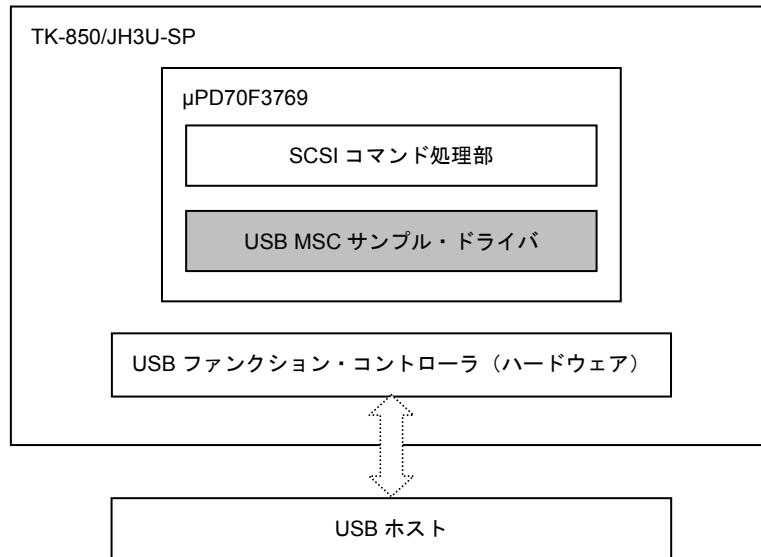 TK-850/JH3U-SP
μPD70F3769
SCSI コマンド処理部
USB MSC サンプル・ドライバ
USB ファンクション・コントローラ（ハードウェア）
USB ホスト